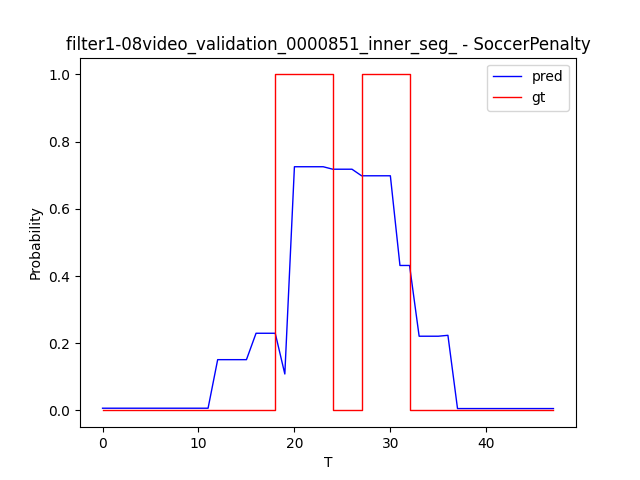 filter1-08video_validation_0000851_inner_seg_ - SoccerPenalty
pred
gt
1.0
0.8
0.6
0.4
0.2
0.0
Probability
0
10
20
30
40
T